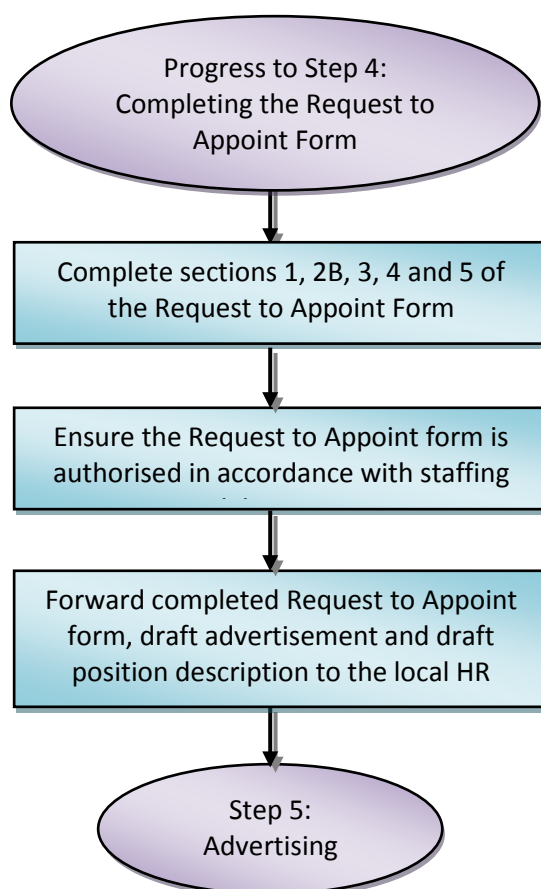 Progress to Step 4:
Completing the Request to
Appoint Form
Complete sections 1, 2B, 3, 4 and 5 of
the Request to Appoint Form
Ensure the Request to Appoint form is
authorised in accordance with staffing
Forward completed Request to Appoint
form, draft advertisement and draft
position description to the local HR
Step 5:
Advertising